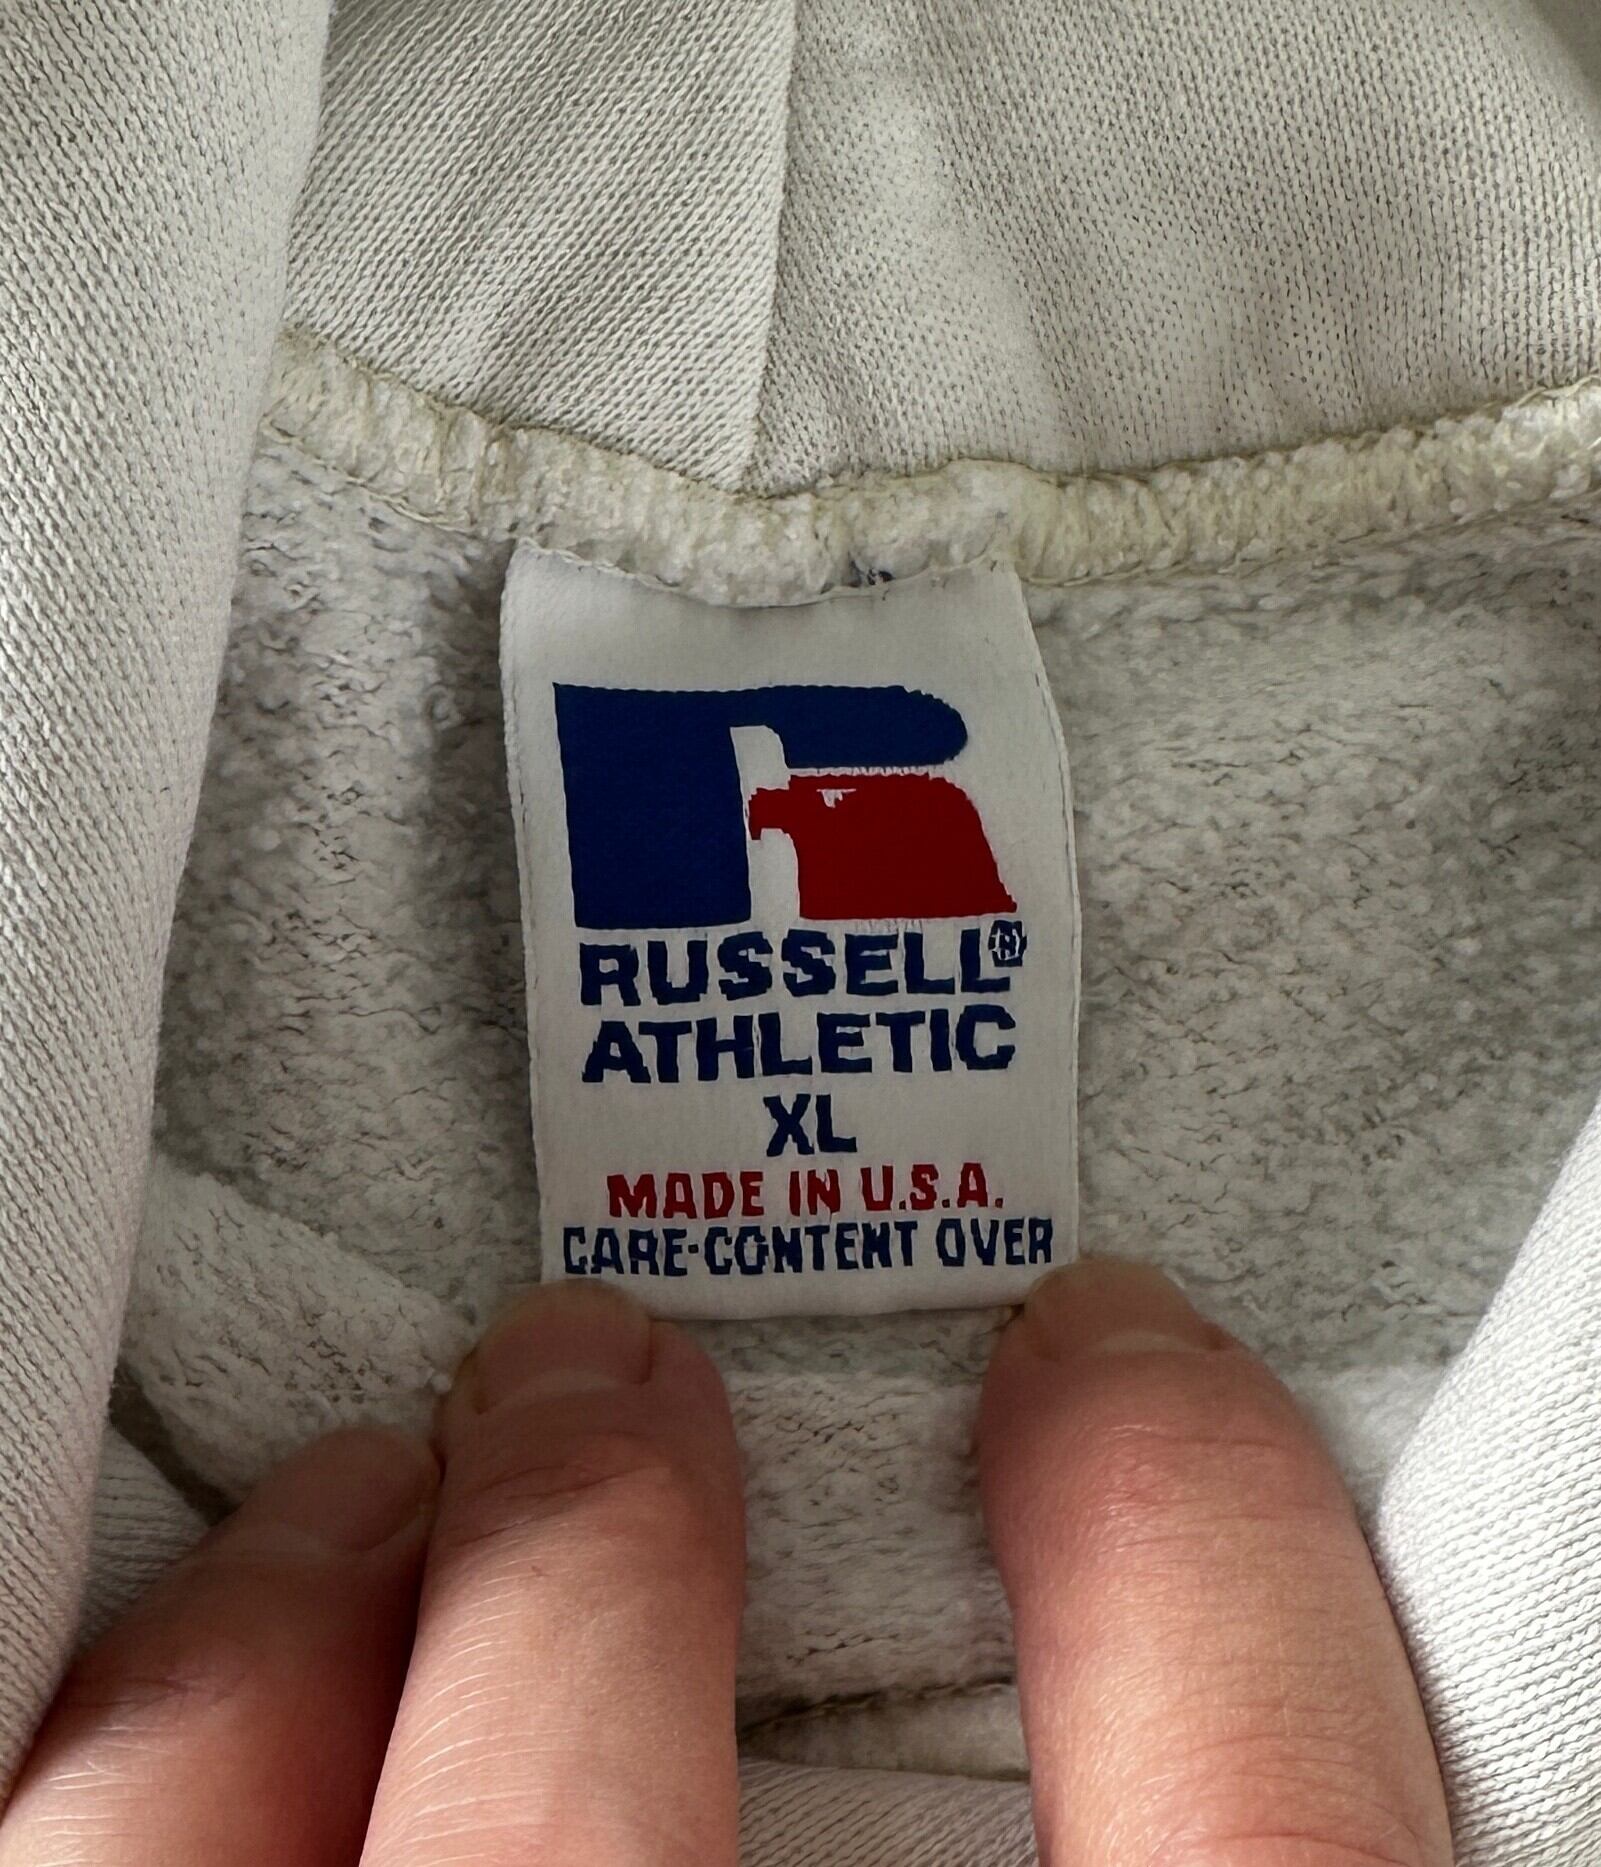 RUSSELL®
ATHLETIC
XL
MADE IN U.S.A.
CARE-CONTENT OVER